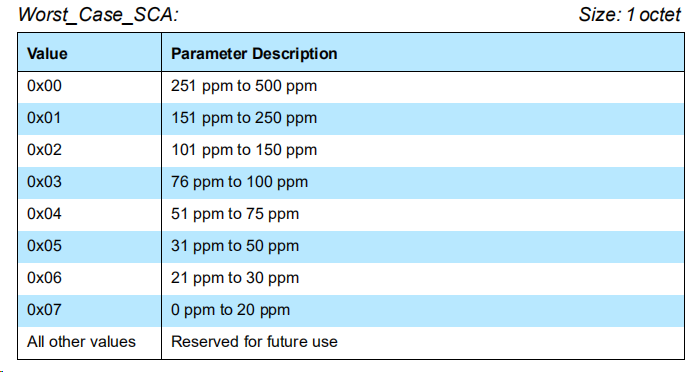 Worst_Case_SCA: Size: 1 octet
Value Parameter Description
0x00 251 ppm to 500 ppm
0x01 151 ppm to 250 ppm
0x02 101 ppm to 150 ppm
0x03 76 ppm to 100 ppm
0x04 51 ppm to 75 ppm
0x05 31 ppm to 50 ppm
0x06 21 ppm to 30 ppm
0x07 0 ppm to 20 ppm
All other values Reserved for future use